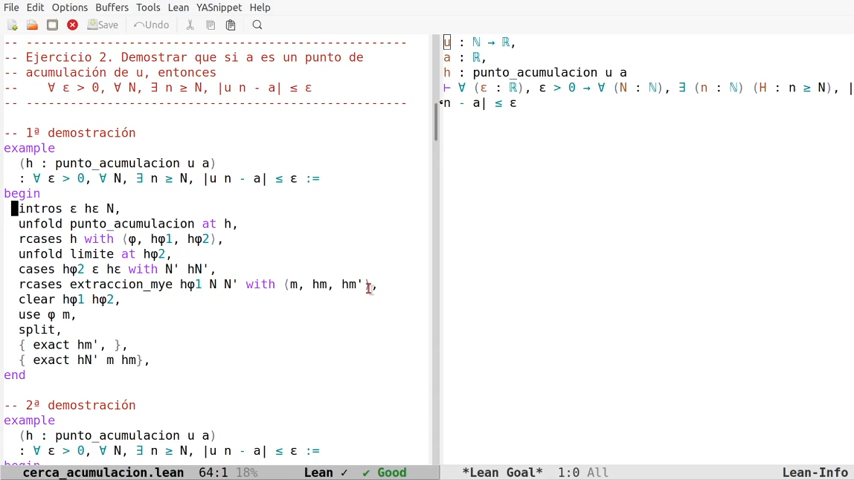 File Edit Options Buffers Tools Lean YASnippet Help
Save Undo
-- ---------------------------------------------------
-- Ejercicio 2. Demostrar que si a es un punto de
-- acumulación de u, entonces
--    ∀ ε > 0, ∀ N, ∃ n ≥ N, |u n - a| ≤ ε
-- ---------------------------------------------------
-- 1ª demostración
example
  (h : punto_acumulacion u a)
  : ∀ ε > 0, ∀ N, ∃ n ≥ N, |u n - a| ≤ ε :=
begin
  intros ε hε N,
  unfold punto_acumulacion at h,
  rcases h with ⟨φ, hφ1, hφ2⟩,
  unfold limite at hφ2,
  cases hφ2 ε hε with N' hN',
  rcases extraccion_mye hφ1 N N' with ⟨m, hm, hm'⟩,
  clear hφ1 hφ2,
  use φ m,
  split,
  { exact hm', },
  { exact hN' m hm},
end
-- 2ª demostración
example
  (h : punto_acumulacion u a)
  : ∀ ε > 0, ∀ N, ∃ n ≥ N, |u n - a| ≤ ε :=
cerca_acumulacion.lean 64:1 18% Lean ✓ ✔ Good
u : ℕ → ℝ,
a : ℝ,
h : punto_acumulacion u a
⊢ ∀ (ε : ℝ), ε > 0 → ∀ (N : ℕ), ∃ (n : ℕ) (H : n ≥ N), |
n - a| ≤ ε
*Lean Goal* 1:0 All Lean-Info